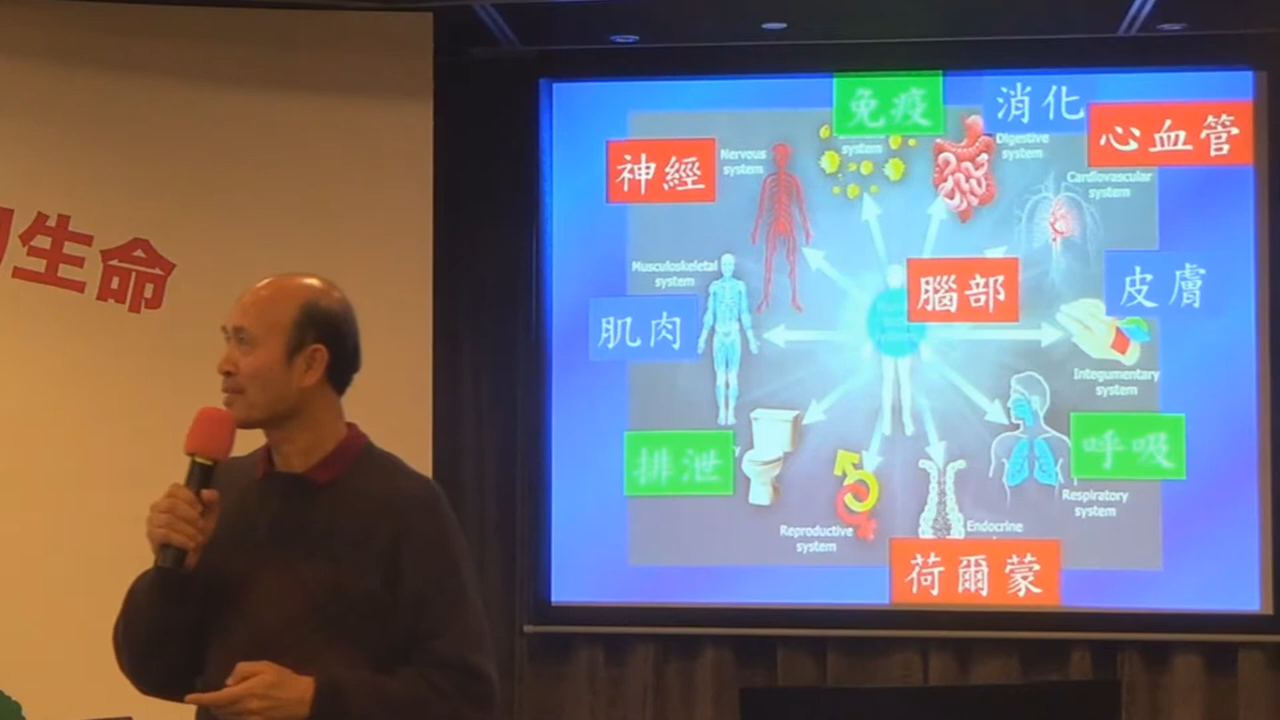 生命
免疫
system
消化
Digestive
system
心血管
Cardiovascular
system
神經
Nervous
system
Musculoskeletal
system
肌肉
腦部
皮膚
Integumentary
system
排泄
呼吸
Respiratory
system
Reproductive
system
Endocrine
荷爾蒙